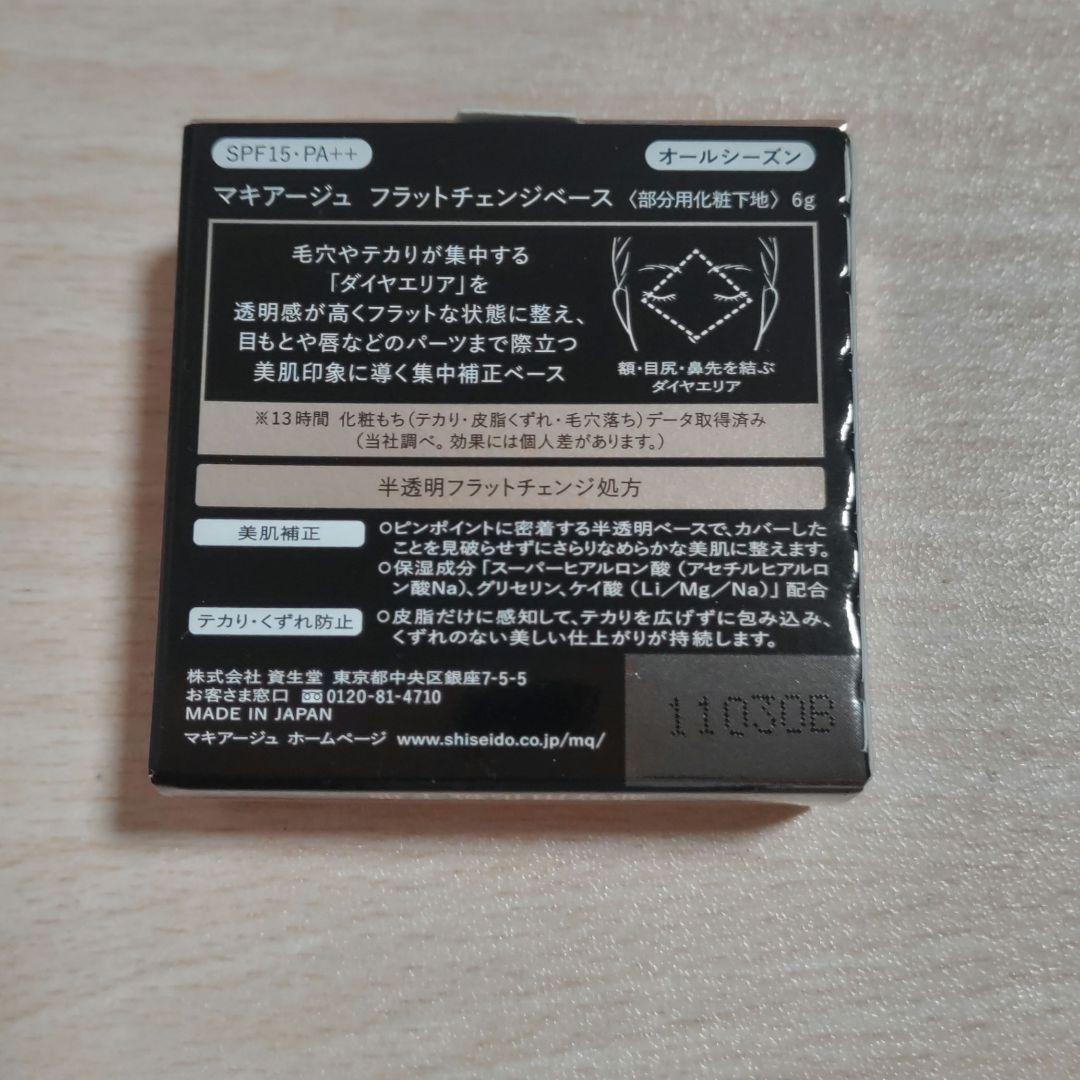 SPF15・PA++
オールシーズン
マキアージュ フラットチェンジベース 〈部分用化粧下地〉 6g
毛穴やテカリが集中する
「ダイヤエリア」を
透明感が高くフラットな状態に整え、
目もとや唇などのパーツまで際立つ
美肌印象に導く集中補正ベース
額・目尻・鼻先を結ぶ
ダイヤエリア
※13時間 化粧もち(テカリ・皮脂くずれ・毛穴落ち)データ取得済み
(当社調べ。効果には個人差があります。)
半透明フラットチェンジ処方
美肌補正
○ピンポイントに密着する半透明ベースで、カバーした
ことを見破らせずにさらりなめらかな美肌に整えます。
○保湿成分「スーパーヒアルロン酸(アセチルヒアルロ
ン酸Na)、グリセリン、ケイ酸(Li/Mg/Na)」配合
テカリ・くずれ防止
○皮脂だけに感知して、テカリを広げずに包み込み、
くずれのない美しい仕上がりが持続します。
株式会社 資生堂 東京都中央区銀座7-5-5
お客さま窓口 0120-81-4710
MADE IN JAPAN
マキアージュ ホームページ www.shiseido.co.jp/mq/
1103DB